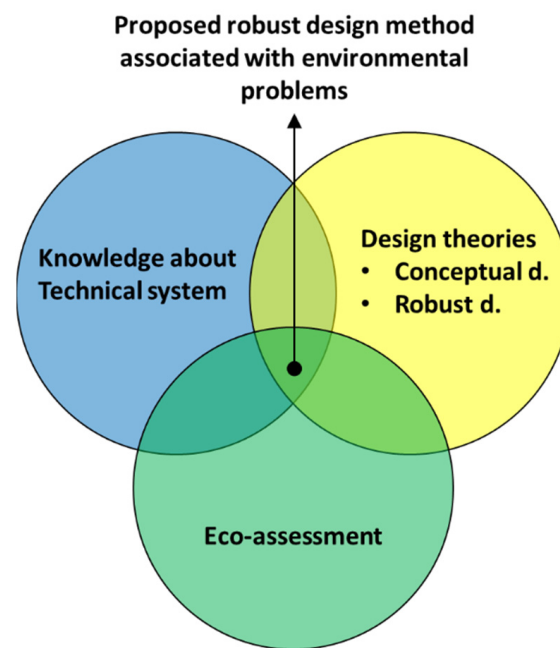 Proposed robust design method
associated with environmental
problems
Knowledge about
Technical system
Design theories
• Conceptual d.
• Robust d.
Eco-assessment